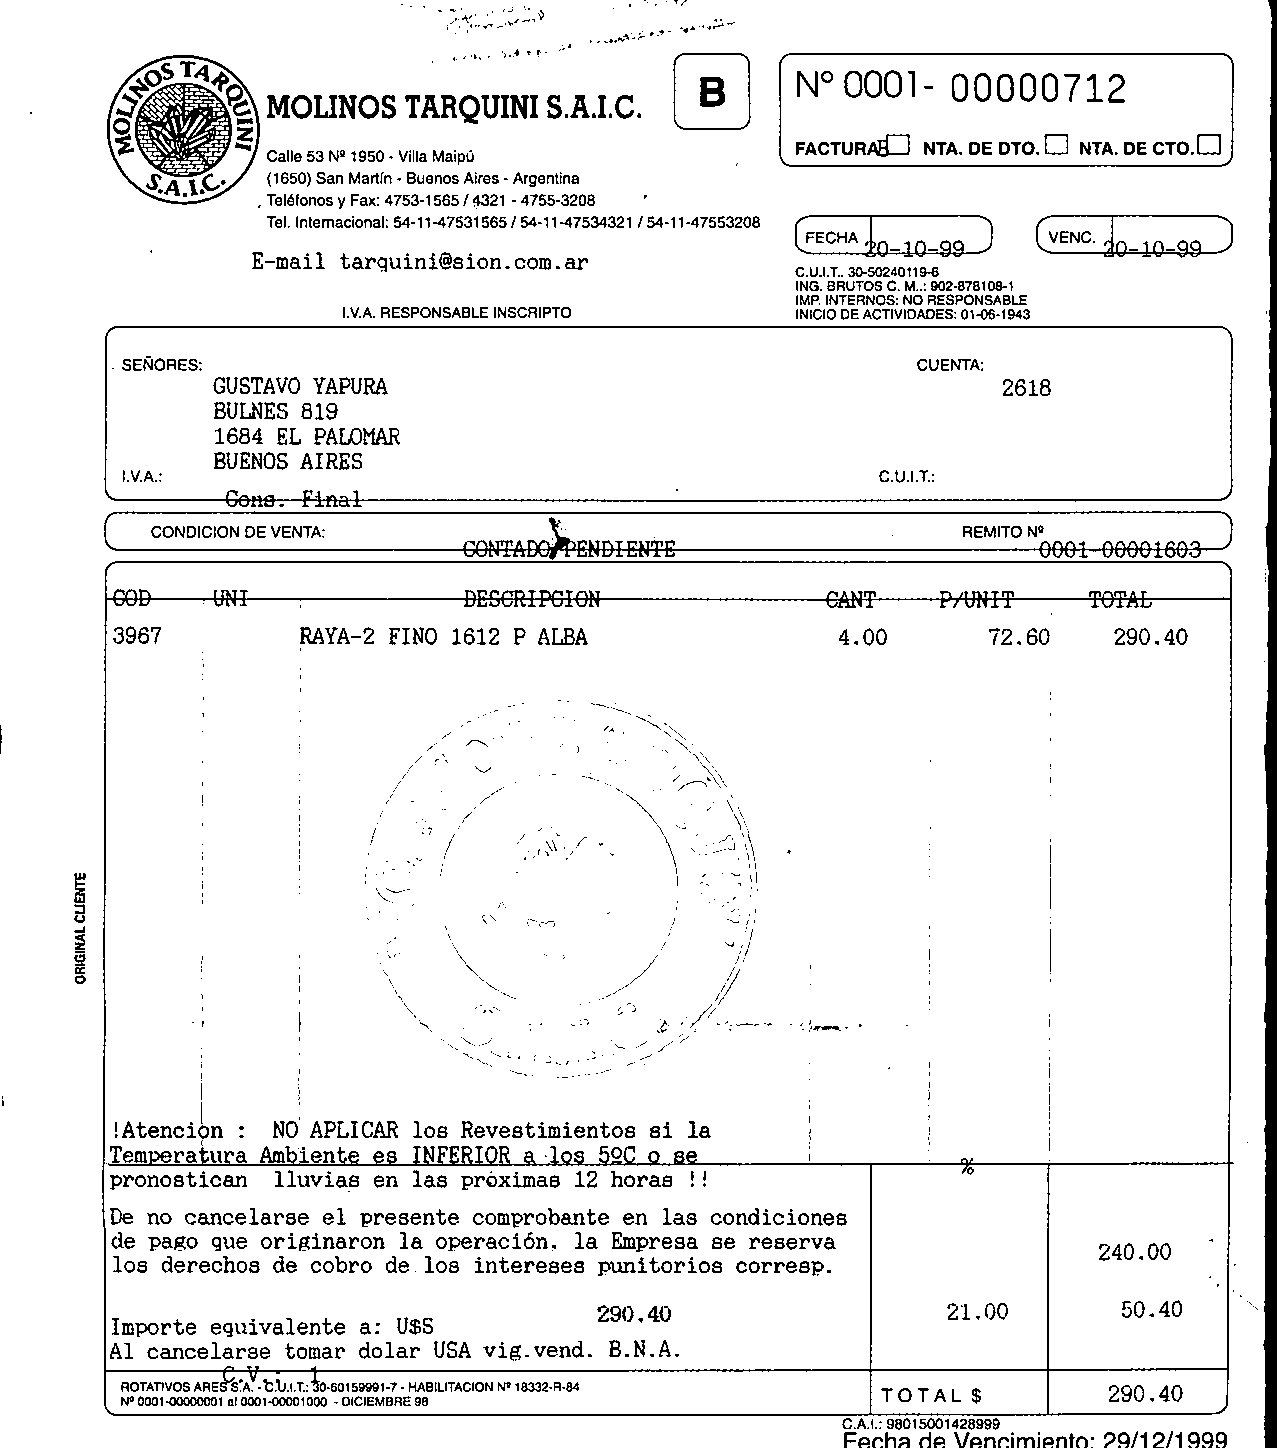 MOLINOS TARQUINI
S.A.I.C.
MOLINOS TARQUINI S.A.I.C.
Calle 53 Nº 1950 - Villa Maipú
(1650) San Martín - Buenos Aires - Argentina
Teléfonos y Fax: 4753-1565 / 4321 - 4755-3208
Tel. Internacional: 54-11-47531565 / 54-11-47534321 / 54-11-47553208
E-mail tarquini@sion.com.ar
I.V.A. RESPONSABLE INSCRIPTO
B
Nº 0001- 00000712
FACTURA NTA. DE DTO. NTA. DE CTO.
FECHA 20-10-99 VENC. 20-10-99
C.U.I.T.. 30-50240119-6
ING. BRUTOS C. M..: 902-878108-1
IMP. INTERNOS: NO RESPONSABLE
INICIO DE ACTIVIDADES: 01-06-1943
SEÑORES: CUENTA:
GUSTAVO YAPURA 2618
BULNES 819
1684 EL PALOMAR
BUENOS AIRES
I.V.A.: C.U.I.T.:
Cons. Final
CONDICION DE VENTA: REMITO Nº
CONTADO PENDIENTE 0001-00001603
COD UNI DESCRIPCION CANT P/UNIT TOTAL
3967 RAYA-2 FINO 1612 P ALBA 4.00 72.60 290.40
ORIGINAL CLIENTE
!Atencion : NO APLICAR los Revestimientos si la
Temperatura Ambiente es INFERIOR a los 5ºC o se
pronostican lluvias en las próximas 12 horas !!
%
De no cancelarse el presente comprobante en las condiciones
de pago que originaron la operación. la Empresa se reserva
los derechos de cobro de los intereses punitorios corresp.
240.00
21.00 50.40
Importe equivalente a: U$S 290.40
Al cancelarse tomar dolar USA vig.vend. B.N.A.
C.V.: 1
ROTATIVOS ARES S.A. - C.U.I.T.: 30-60159991-7 - HABILITACION Nº 18332-R-84
Nº 0001-00000001 al 0001-00001000 - DICIEMBRE 98
TOTAL $ 290.40
C.A.I.: 98015001428999
Fecha de Vencimiento: 29/12/1999